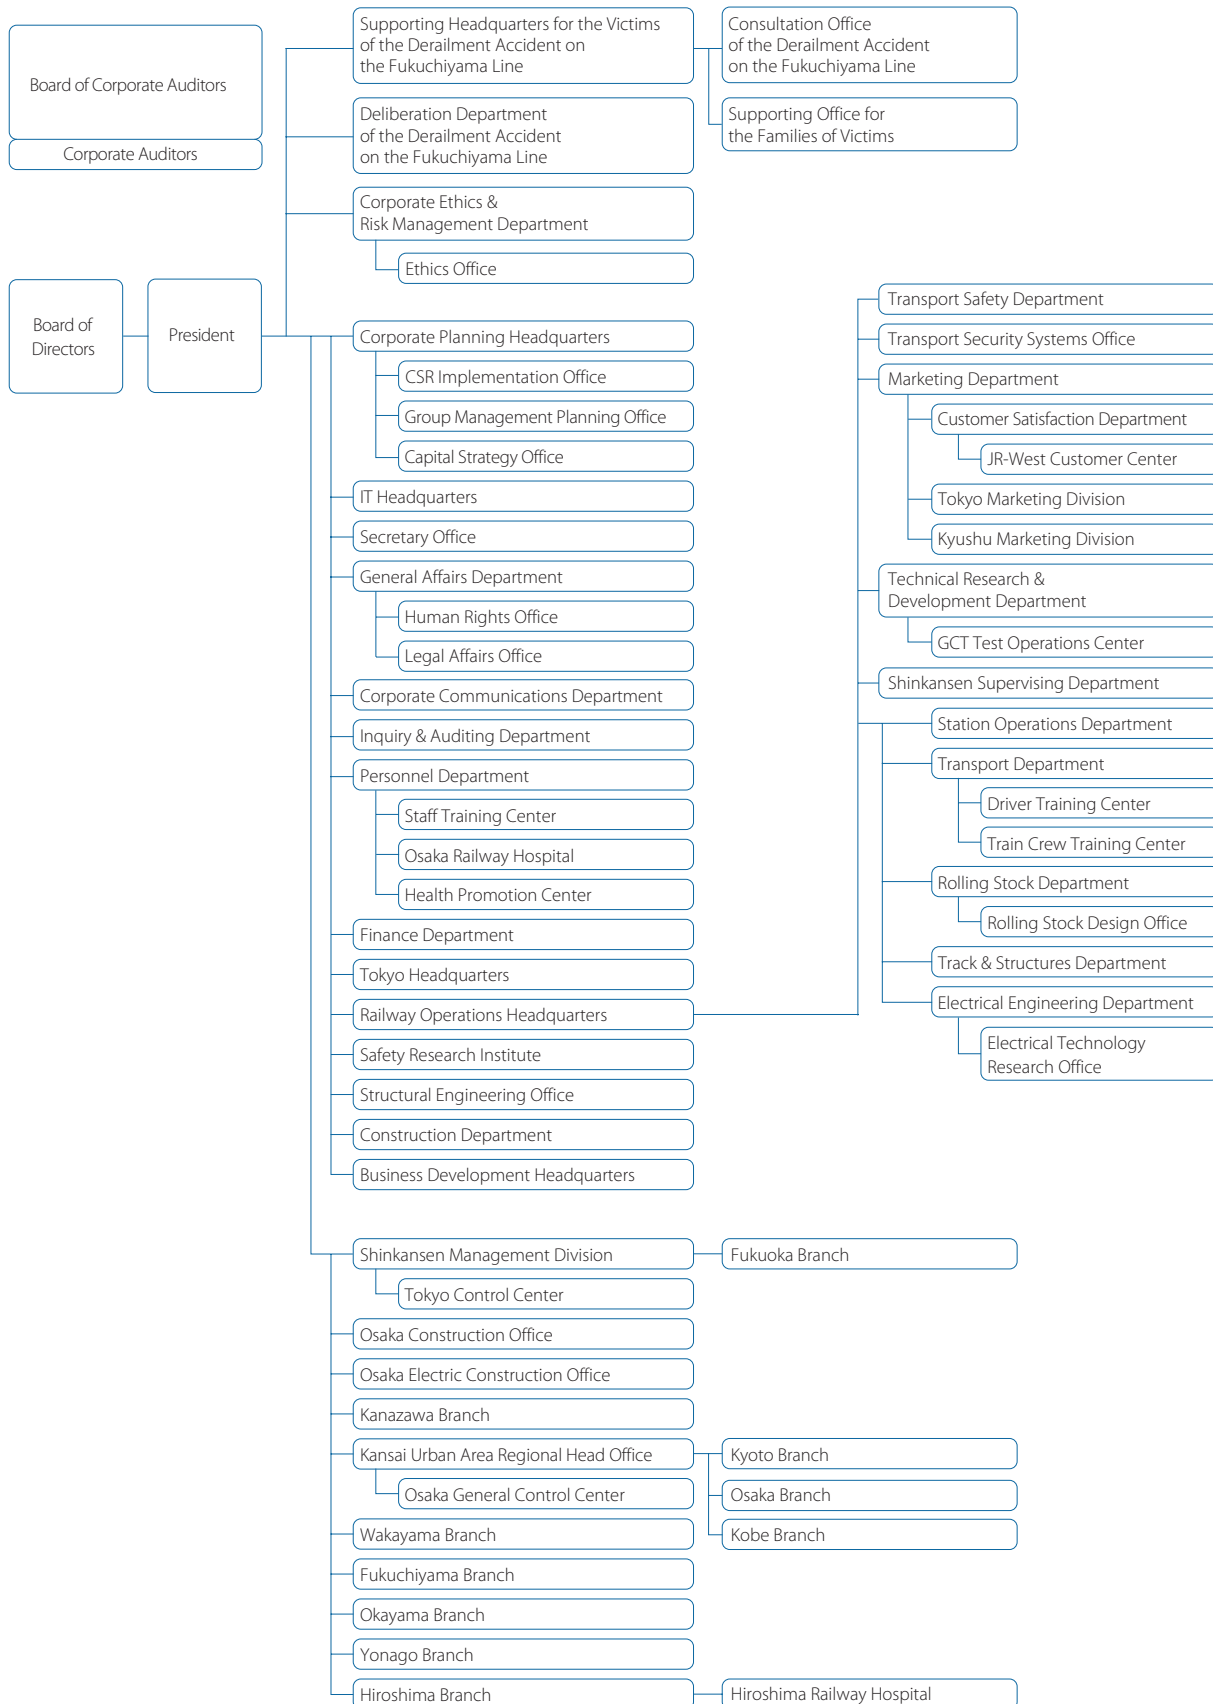 Board of Corporate Auditors
Corporate Auditors
Board of
Directors
President
Supporting Headquarters for the Victims
of the Derailment Accident on
the Fukuchiyama Line
Consultation Office
of the Derailment Accident
on the Fukuchiyama Line
Supporting Office for
the Families of Victims
Deliberation Department
of the Derailment Accident
on the Fukuchiyama Line
Corporate Ethics &
Risk Management Department
Ethics Office
Corporate Planning Headquarters
CSR Implementation Office
Group Management Planning Office
Capital Strategy Office
IT Headquarters
Secretary Office
General Affairs Department
Human Rights Office
Legal Affairs Office
Corporate Communications Department
Inquiry & Auditing Department
Personnel Department
Staff Training Center
Osaka Railway Hospital
Health Promotion Center
Finance Department
Tokyo Headquarters
Railway Operations Headquarters
Transport Safety Department
Transport Security Systems Office
Marketing Department
Customer Satisfaction Department
JR-West Customer Center
Tokyo Marketing Division
Kyushu Marketing Division
Technical Research &
Development Department
GCT Test Operations Center
Shinkansen Supervising Department
Station Operations Department
Transport Department
Driver Training Center
Train Crew Training Center
Rolling Stock Department
Rolling Stock Design Office
Track & Structures Department
Electrical Engineering Department
Electrical Technology
Research Office
Safety Research Institute
Structural Engineering Office
Construction Department
Business Development Headquarters
Shinkansen Management Division
Fukuoka Branch
Tokyo Control Center
Osaka Construction Office
Osaka Electric Construction Office
Kanazawa Branch
Kansai Urban Area Regional Head Office
Osaka General Control Center
Kyoto Branch
Osaka Branch
Kobe Branch
Wakayama Branch
Fukuchiyama Branch
Okayama Branch
Yonago Branch
Hiroshima Branch
Hiroshima Railway Hospital